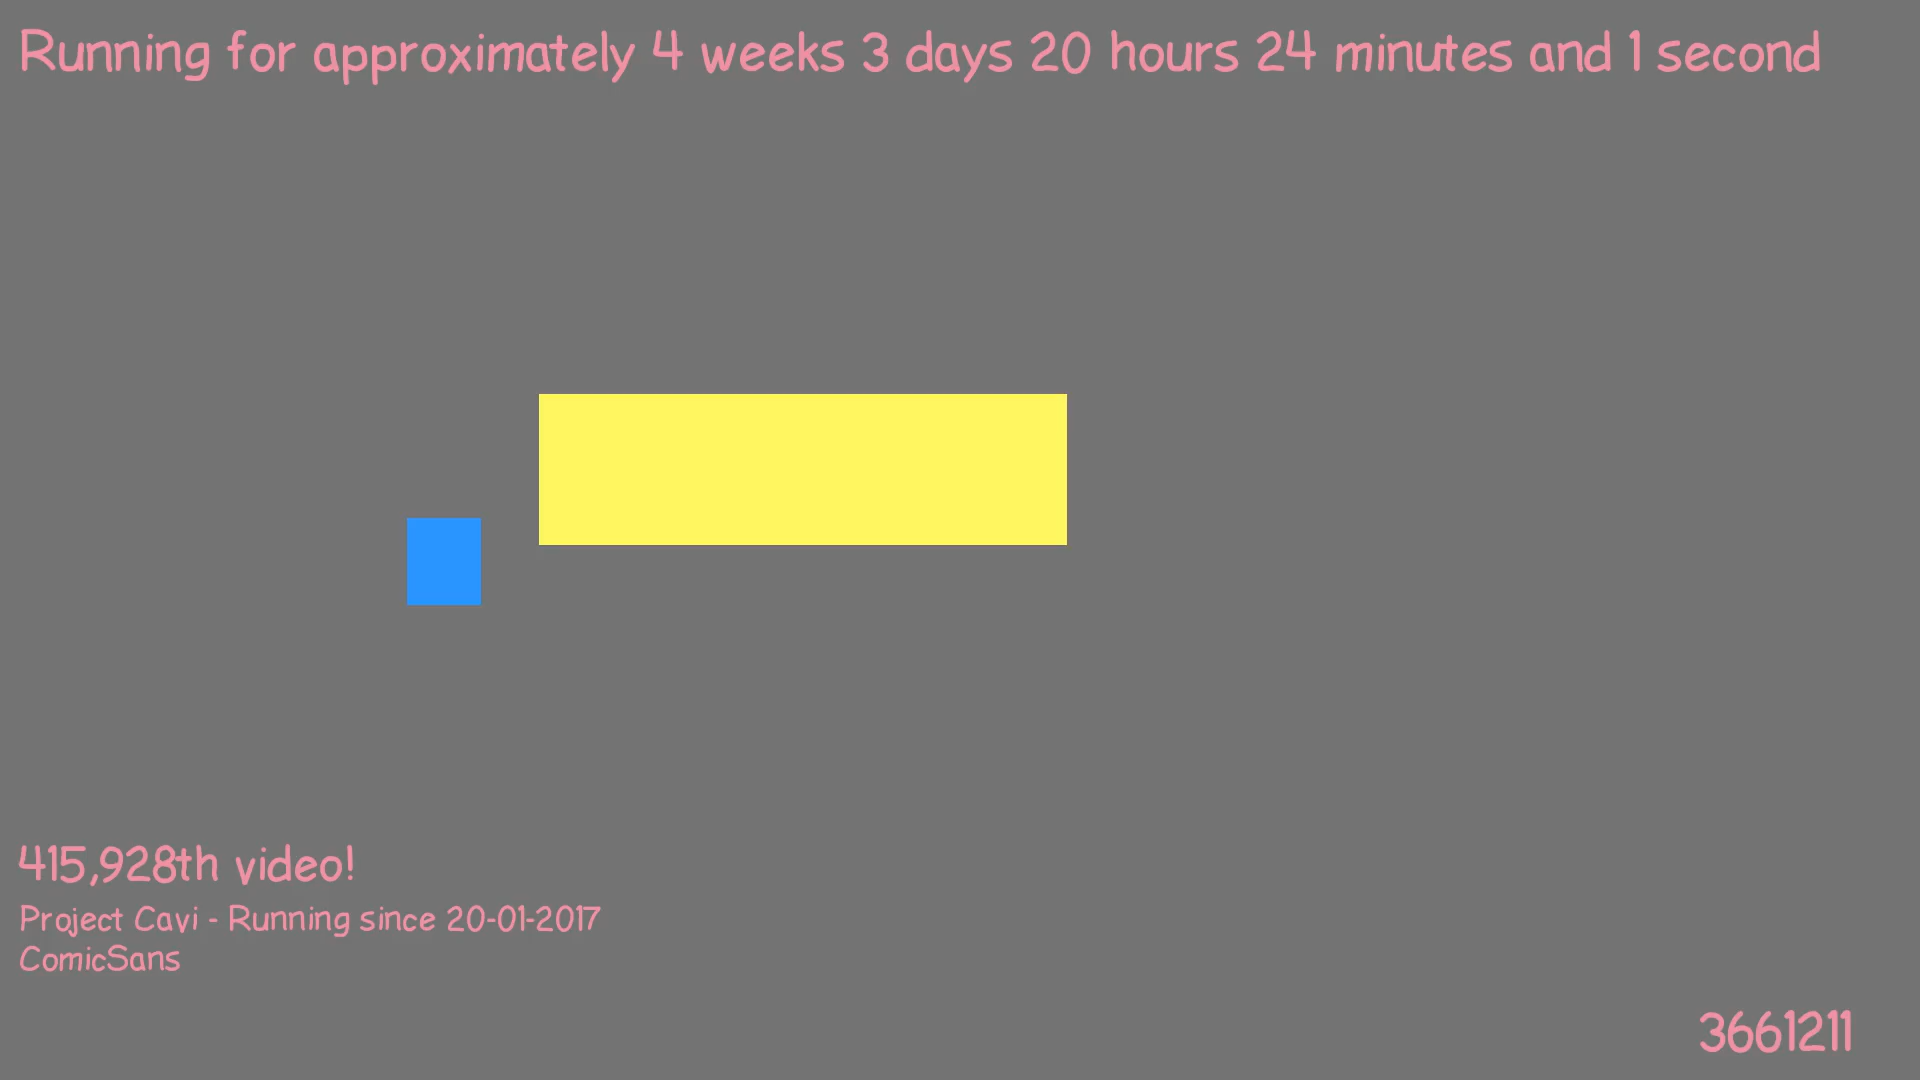 Running for approximately 4 weeks 3 days 20 hours 24 minutes and 1 second
415,928th video!
Project Cavi - Running since 20-01-2017
ComicSans
3661211